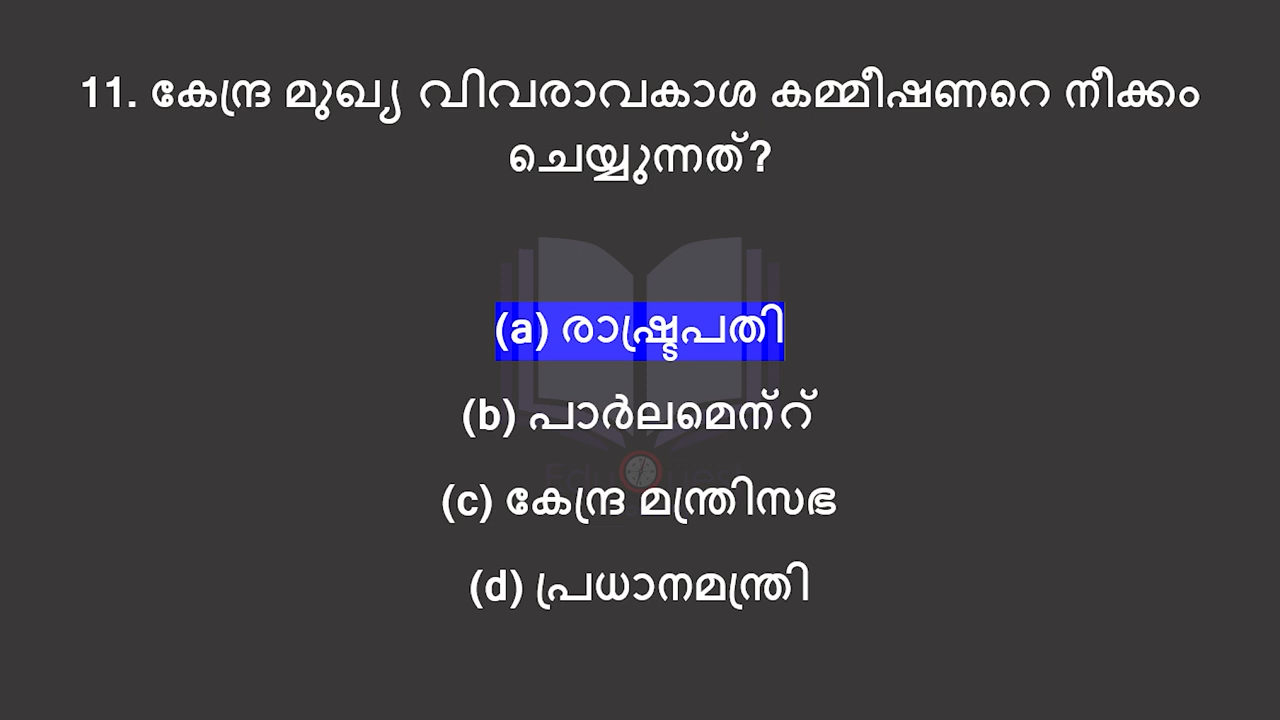 11. കേന്ദ്ര മുഖ്യ വിവരാവകാശ കമ്മീഷണറെ നീക്കം
ചെയ്യുന്നത്?
(a) രാഷ്ട്രപതി
(b) പാർലമെന്റ്
(c) കേന്ദ്ര മന്ത്രിസഭ
(d) പ്രധാനമന്ത്രി